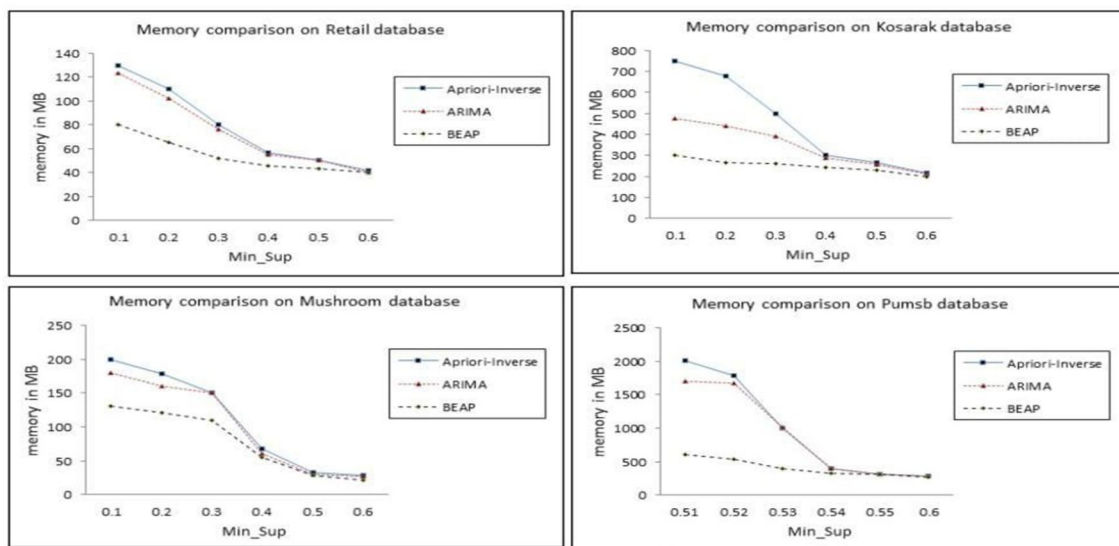 Memory comparison on Retail database
140
120
100
80
60
40
20
0
memory in MB
0.1 0.2 0.3 0.4 0.5 0.6
Min_Sup
Apriori-Inverse
ARIMA
BEAP
Memory comparison on Kosarak database
800
700
600
500
400
300
200
100
0
memory in MB
0.1 0.2 0.3 0.4 0.5 0.6
Min_Sup
Apriori-Inverse
ARIMA
BEAP
Memory comparison on Mushroom database
250
200
150
100
50
0
memory in MB
0.1 0.2 0.3 0.4 0.5 0.6
Min_Sup
Apriori-Inverse
ARIMA
BEAP
Memory comparison on Pumsb database
2500
2000
1500
1000
500
0
memory in MB
0.51 0.52 0.53 0.54 0.55 0.6
Min_Sup
Apriori-Inverse
ARIMA
BEAP